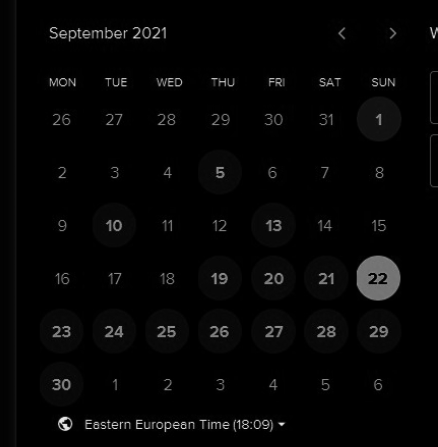 September 2021
W
MON TUE WED THU FRI SAT SUN
26 27 28 29 30 31 1
2 3 4 5 6 7 8
9 10 11 12 13 14 15
16 17 18 19 20 21 22
23 24 25 26 27 28 29
30 1 2 3 4 5 6
Eastern European Time (18:09)